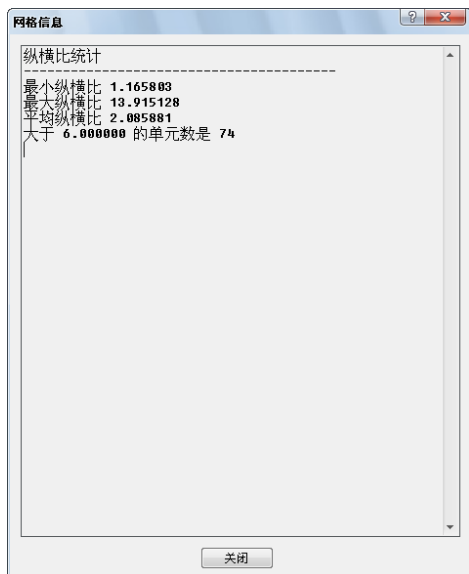 网格信息
纵横比统计
---------------------------------------
最小纵横比 1.165803
最大纵横比 13.915128
平均纵横比 2.085881
大于 6.000000 的单元数是 74
关闭